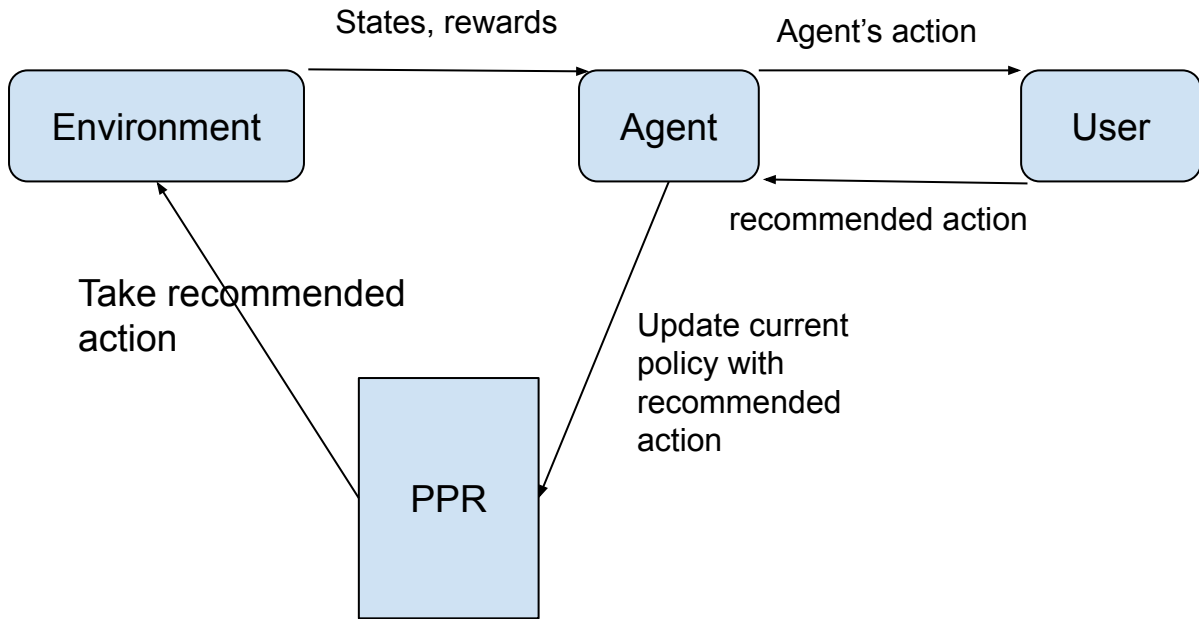 States, rewards
Agent's action
Environment
Agent
User
recommended action
Take recommended
action
Update current
policy with
recommended
action
PPR